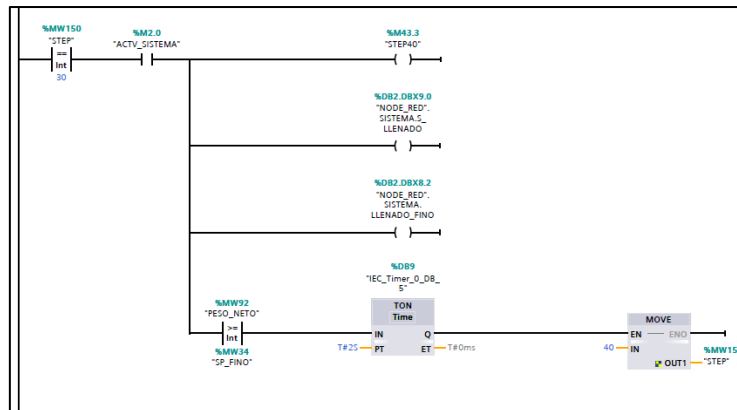 %MW150
"STEP"
==
Int
30
%M2.0
"ACTV_SISTEMA"
%M43.3
"STEP40"
%DB2.DBX9.0
"NODE_RED".
SISTEMA.S_
LLENADO
%DB2.DBX8.2
"NODE_RED".
SISTEMA.
LLENADO_FINO
%MW92
"PESO_NETO"
>=
Int
%MW34
"SP_FINO"
%DB9
"IEC_Timer_0_DB_
5"
TON
Time
IN Q
T#2S PT ET T#0ms
MOVE
EN ENO
40 IN
%MW15
OUT1 "STEP"